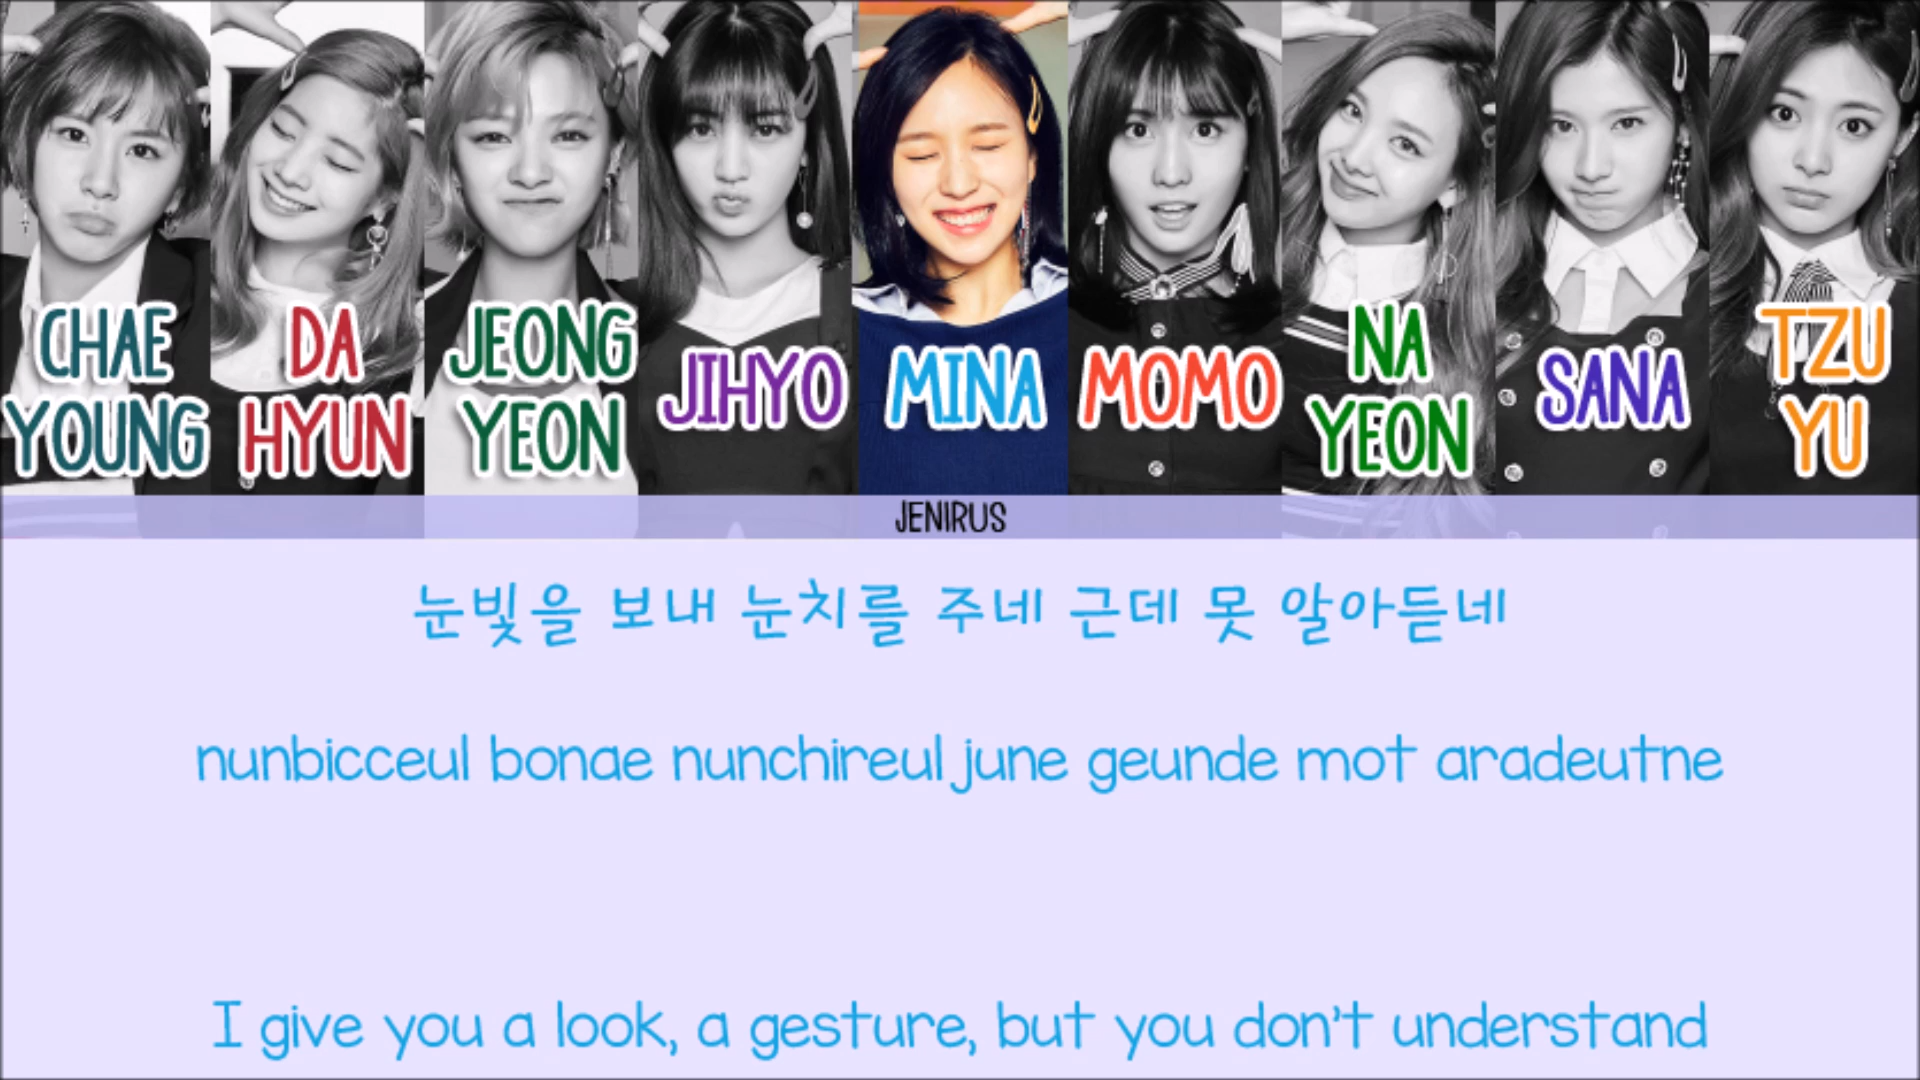 CHAE
YOUNG
DA
HYUN
JEONG
YEON
JIHYO
MINA
MOMO
NA
YEON
SANA
TZU
YU
JENIRUS
눈빛을 보내 눈치를 주네 근데 못 알아듣네
nunbicceul bonae nunchireul june geunde mot aradeutne
I give you a look, a gesture, but you don't understand